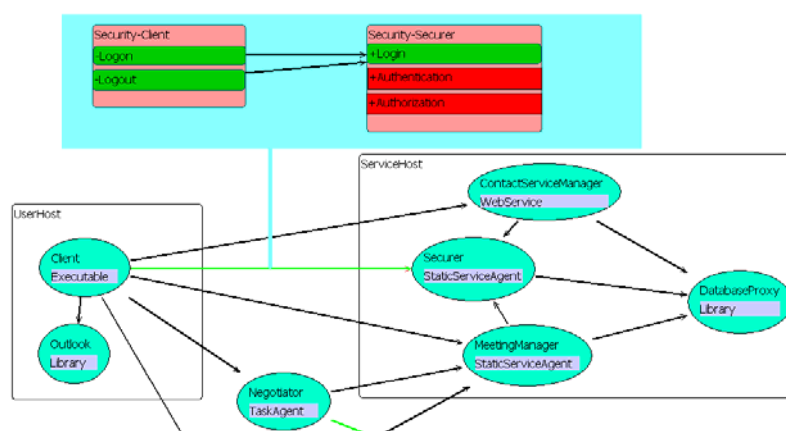 Security-Client
-Logon
-Logout
Security-Securer
+Login
+Authentication
+Authorization
ServiceHost
ContactServiceManager
WebService
UserHost
Client
Executable
Securer
StaticServiceAgent
DatabaseProxy
Library
Outlook
Library
MeetingManager
StaticServiceAgent
Negotiator
TaskAgent